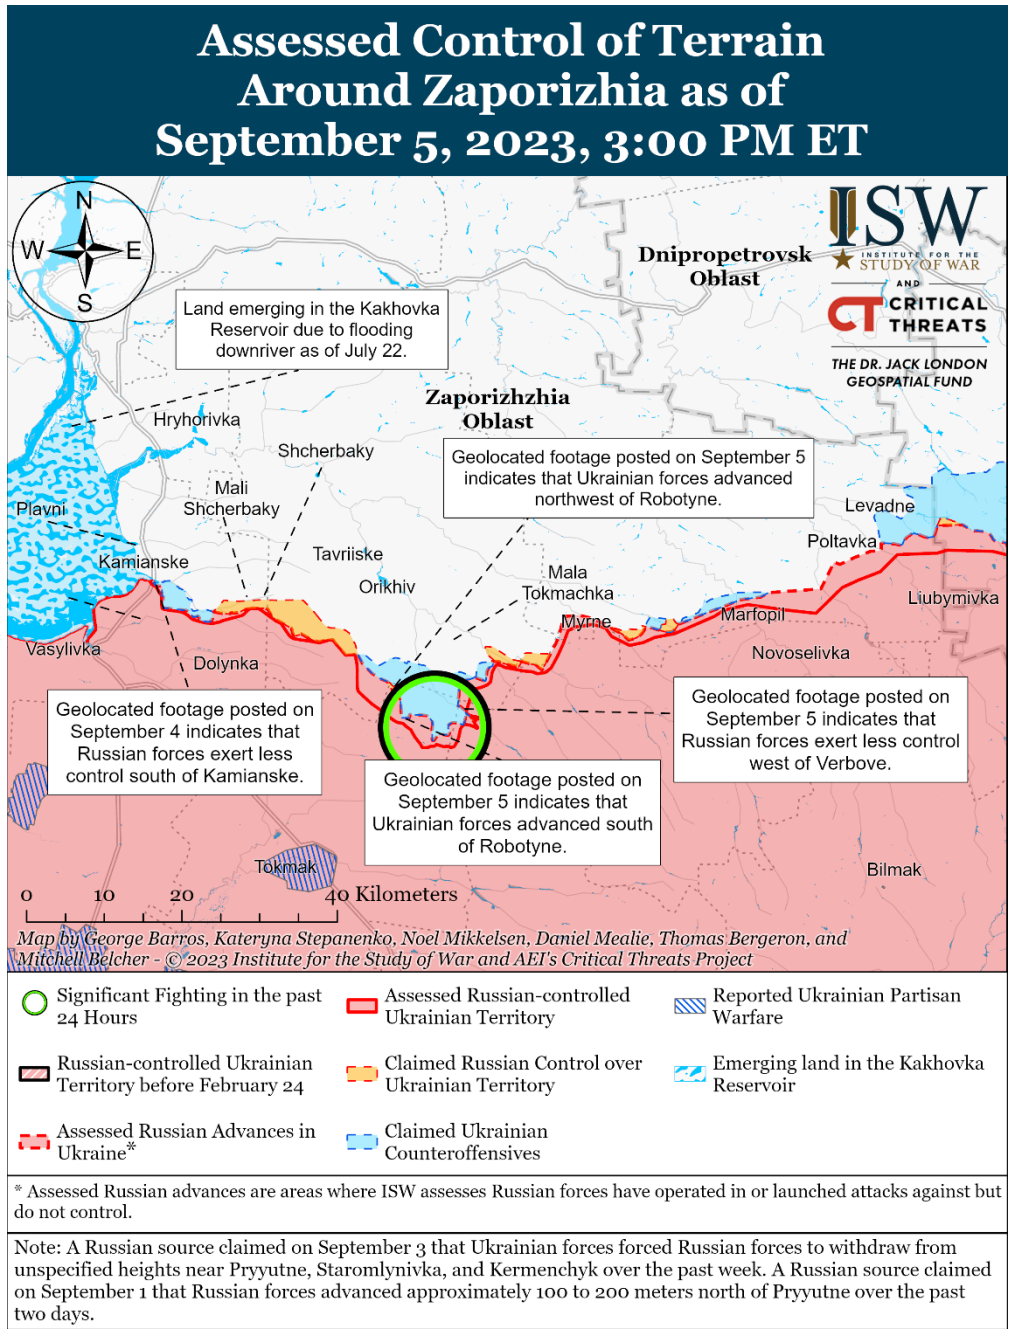 Assessed Control of Terrain
Around Zaporizhia as of
September 5, 2023, 3:00 PM ET
N
W
E
S
ISW
INSTITUTE FOR THE
STUDY OF WAR
AND
CT CRITICAL
THREATS
THE DR. JACK LONDON
GEOSPATIAL FUND
Dnipropetrovsk
Oblast
Land emerging in the Kakhovka
Reservoir due to flooding
downriver as of July 22.
Zaporizhzhia
Oblast
Hryhorivka
Shcherbaky
Geolocated footage posted on September 5
indicates that Ukrainian forces advanced
northwest of Robotyne.
Mali
Shcherbaky
Plavni
Levadne
Poltavka
Kamianske
Tavriiske
Orikhiv
Mala
Tokmachka
Liubymivka
Myrne
Marfopil
Vasylivka
Dolynka
Novoselivka
Geolocated footage posted on
September 4 indicates that
Russian forces exert less
control south of Kamianske.
Geolocated footage posted on
September 5 indicates that
Russian forces exert less control
west of Verbove.
Geolocated footage posted on
September 5 indicates that
Ukrainian forces advanced south
of Robotyne.
Tokmak
Bilmak
0 10 20 40 Kilometers
Map by George Barros, Kateryna Stepanenko, Noel Mikkelsen, Daniel Mealie, Thomas Bergeron, and
Mitchell Belcher - © 2023 Institute for the Study of War and AEI's Critical Threats Project
Significant Fighting in the past
24 Hours
Assessed Russian-controlled
Ukrainian Territory
Reported Ukrainian Partisan
Warfare
Russian-controlled Ukrainian
Territory before February 24
Claimed Russian Control over
Ukrainian Territory
Emerging land in the Kakhovka
Reservoir
Assessed Russian Advances in
Ukraine*
Claimed Ukrainian
Counteroffensives
* Assessed Russian advances are areas where ISW assesses Russian forces have operated in or launched attacks against but
do not control.
Note: A Russian source claimed on September 3 that Ukrainian forces forced Russian forces to withdraw from
unspecified heights near Pryyutne, Staromlynivka, and Kermenchyk over the past week. A Russian source claimed
on September 1 that Russian forces advanced approximately 100 to 200 meters north of Pryyutne over the past
two days.